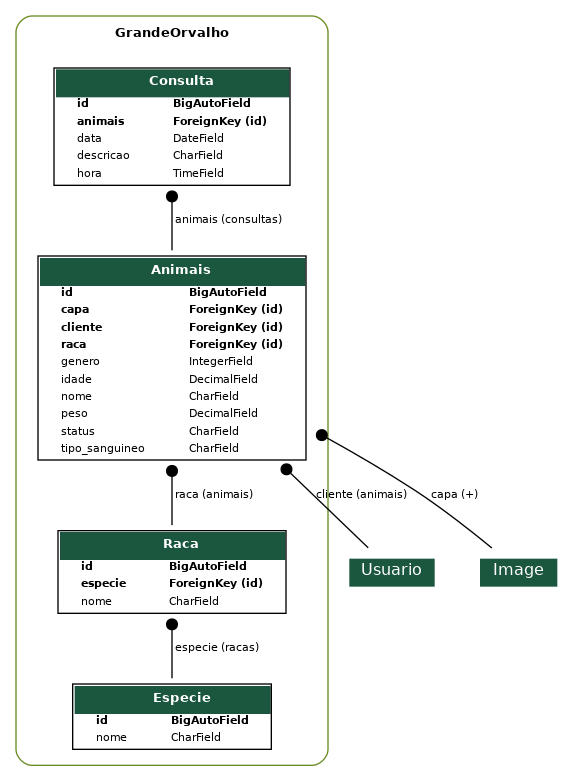 GrandeOrvalho
Consulta
id BigAutoField
animais ForeignKey (id)
data DateField
descricao CharField
hora TimeField
animais (consultas)
Animais
id BigAutoField
capa ForeignKey (id)
cliente ForeignKey (id)
raca ForeignKey (id)
genero IntegerField
idade DecimalField
nome CharField
peso DecimalField
status CharField
tipo_sanguineo CharField
raca (animais) cliente (animais) capa (+)
Raca
id BigAutoField
especie ForeignKey (id)
nome CharField
Usuario
Image
especie (racas)
Especie
id BigAutoField
nome CharField